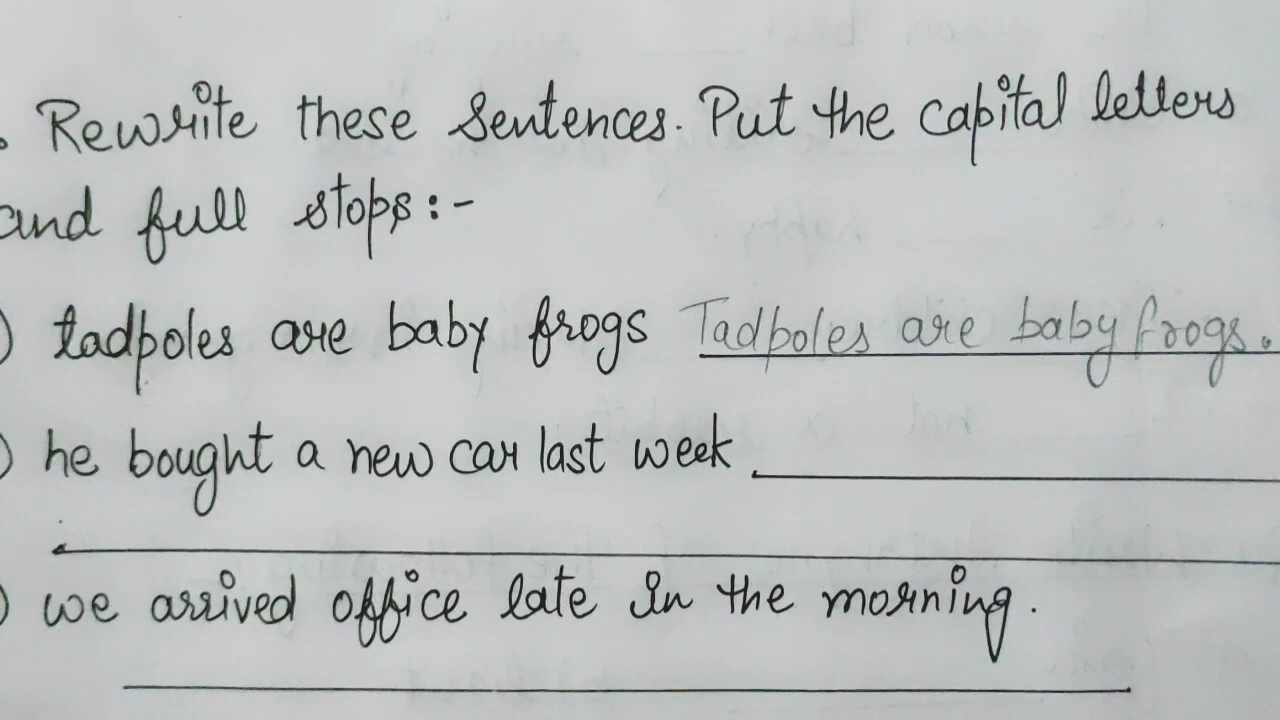 . Rewrite these Sentences. Put the capital letters
and full stops:-
) tadpoles are baby frogs Tadpoles are baby frogs.
) he bought a new car last week
) we arrived office late in the morning.